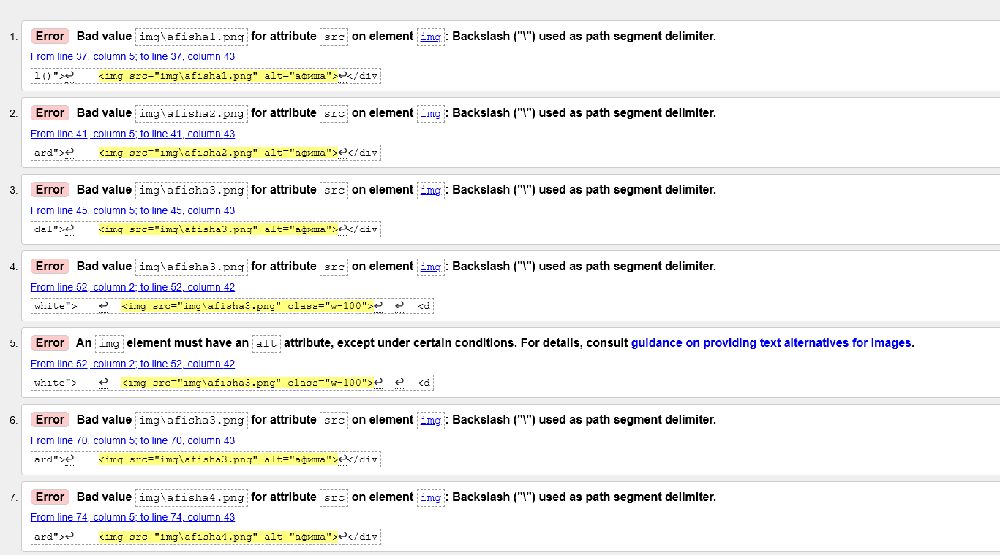 1. Error Bad value img\afisha1.png for attribute src on element img: Backslash ("\") used as path segment delimiter.
From line 37, column 5; to line 37, column 43
l()">↩    <img src="img\afisha1.png" alt="афиша">↩</div
2. Error Bad value img\afisha2.png for attribute src on element img: Backslash ("\") used as path segment delimiter.
From line 41, column 5; to line 41, column 43
ard">↩    <img src="img\afisha2.png" alt="афиша">↩</div
3. Error Bad value img\afisha3.png for attribute src on element img: Backslash ("\") used as path segment delimiter.
From line 45, column 5; to line 45, column 43
dal">↩    <img src="img\afisha3.png" alt="афиша">↩</div
4. Error Bad value img\afisha3.png for attribute src on element img: Backslash ("\") used as path segment delimiter.
From line 52, column 2; to line 52, column 42
white">    ↩  <img src="img\afisha3.png" class="w-100">↩  ↩  <d
5. Error An img element must have an alt attribute, except under certain conditions. For details, consult guidance on providing text alternatives for images.
From line 52, column 2; to line 52, column 42
white">    ↩  <img src="img\afisha3.png" class="w-100">↩  ↩  <d
6. Error Bad value img\afisha3.png for attribute src on element img: Backslash ("\") used as path segment delimiter.
From line 70, column 5; to line 70, column 43
ard">↩    <img src="img\afisha3.png" alt="афиша">↩</div
7. Error Bad value img\afisha4.png for attribute src on element img: Backslash ("\") used as path segment delimiter.
From line 74, column 5; to line 74, column 43
ard">↩    <img src="img\afisha4.png" alt="афиша">↩</div